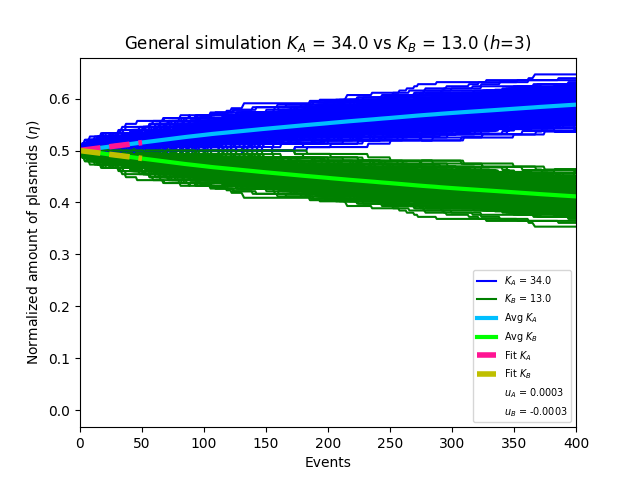 General simulation K_A = 34.0 vs K_B = 13.0 (h=3)
Normalized amount of plasmids (η)
0.6
0.5
0.4
0.3
0.2
0.1
0.0
K_A = 34.0
K_B = 13.0
Avg K_A
Avg K_B
Fit K_A
Fit K_B
u_A = 0.0003
u_B = -0.0003
0 50 100 150 200 250 300 350 400
Events